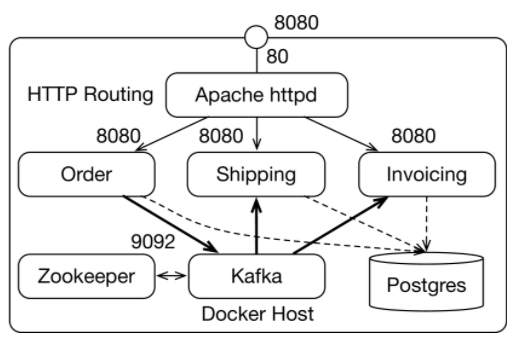 8080
80
HTTP Routing
Apache httpd
8080
8080
8080
Order
Shipping
Invoicing
9092
Zookeeper
Kafka
Postgres
Docker Host